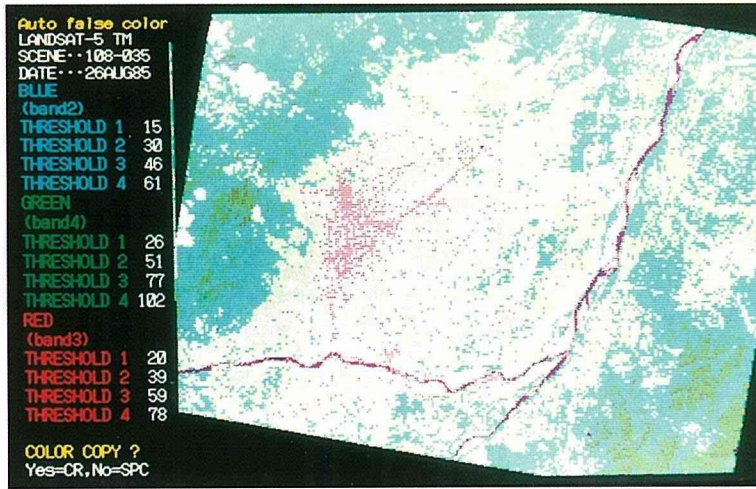 Auto false color
LANDSAT-5 TM
SCENE··108-035
DATE···26AUG85
BLUE
(band2)
THRESHOLD 1 15
THRESHOLD 2 30
THRESHOLD 3 46
THRESHOLD 4 61
GREEN
(band4)
THRESHOLD 1 26
THRESHOLD 2 51
THRESHOLD 3 77
THRESHOLD 4 102
RED
(band3)
THRESHOLD 1 20
THRESHOLD 2 39
THRESHOLD 3 59
THRESHOLD 4 78
COLOR COPY ?
Yes=CR,No=SPC